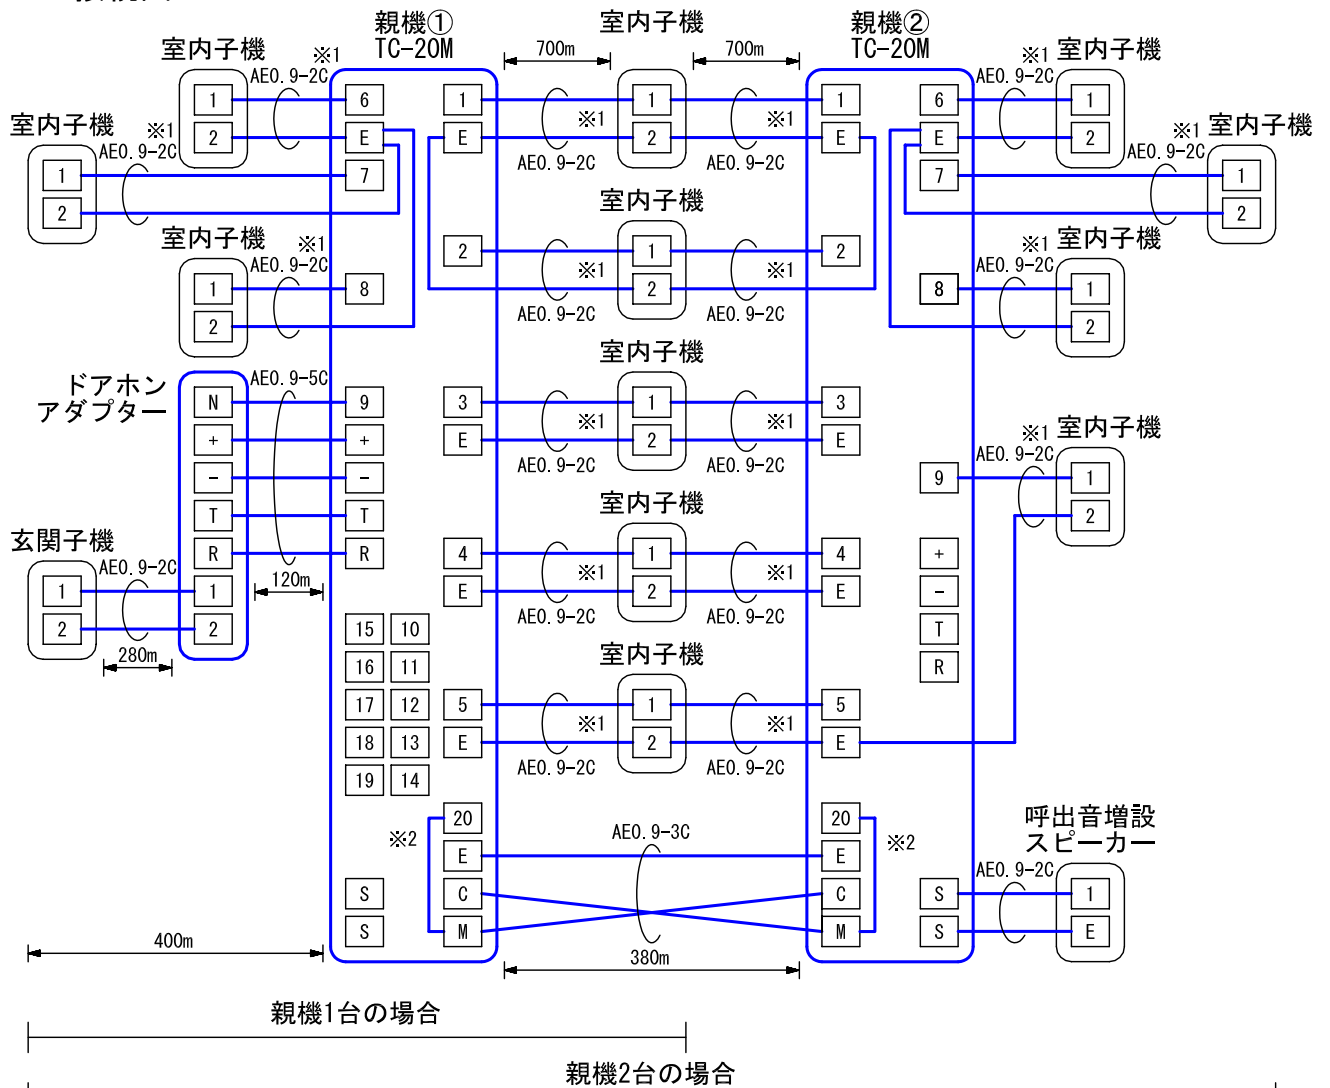 親機① 室内子機 親機②
TC-20M TC-20M
室内子機 ※1 700m 700m ※1 室内子機
AE0.9-2C AE0.9-2C
1 6 1 1 1 6 1
室内子機 ※1 ※1 ※1 ※1 室内子機
2 E E 2 E E 2
AE0.9-2C AE0.9-2C AE0.9-2C AE0.9-2C
1 7 7 1
2 室内子機 2
室内子機 ※1 ※1 室内子機
2 1 2
AE0.9-2C ※1 ※1 AE0.9-2C
1 8 2 8 1
AE0.9-2C AE0.9-2C
2 2
室内子機
ドアホン AE0.9-5C
アダプター
N 9 3 1 3
※1 ※1 ※1 室内子機
+ + E 2 E
AE0.9-2C AE0.9-2C AE0.9-2C
- - 9 1
室内子機
T T 2
玄関子機
R R 4 1 4 +
AE0.9-2C ※1 ※1
1 1 120m E 2 E -
AE0.9-2C AE0.9-2C
2 2 15 10 T
280m 室内子機
16 11 R
17 12 5 1 5
※1 ※1
18 13 E 2 E
AE0.9-2C AE0.9-2C
19 14
20 20 呼出音増設
※2 AE0.9-3C ※2 スピーカー
E E
AE0.9-2C
S C C S 1
S M M S E
400m 380m
親機1台の場合
親機2台の場合